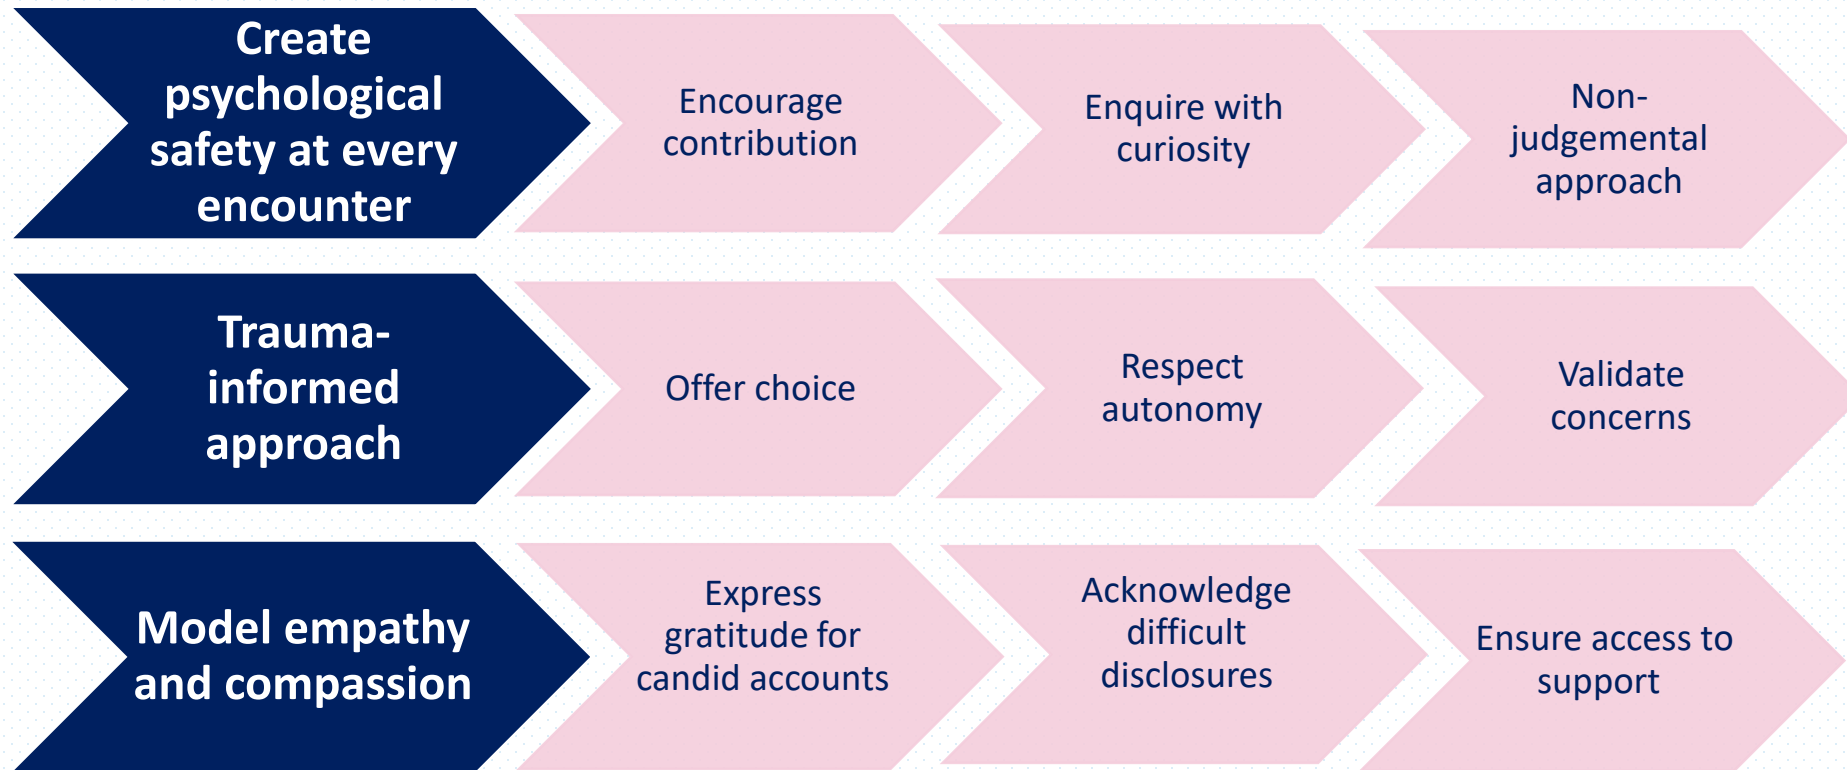 Create
psychological
safety at every
encounter
Encourage
contribution
Enquire with
curiosity
Non-
judgemental
approach
Trauma-
informed
approach
Offer choice
Respect
autonomy
Validate
concerns
Model empathy
and compassion
Express
gratitude for
candid accounts
Acknowledge
difficult
disclosures
Ensure access to
support